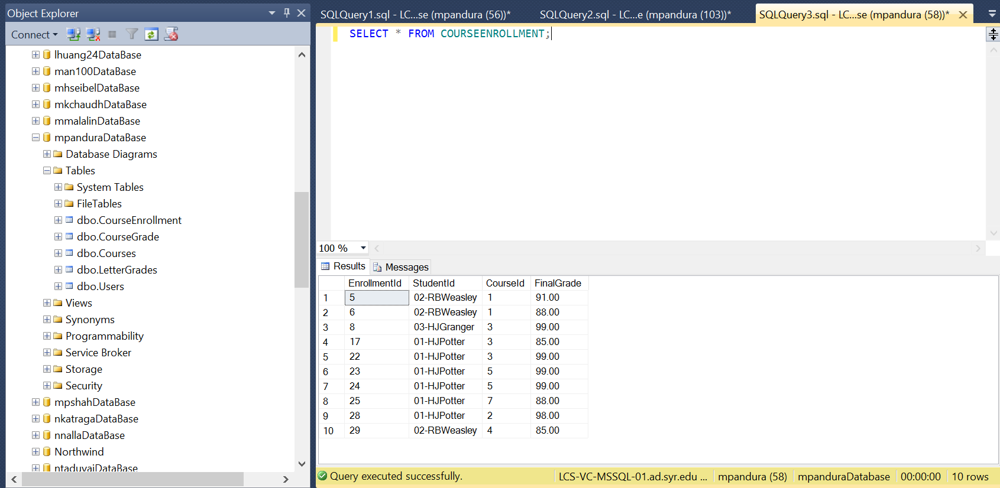 Object Explorer
Connect
lhuang24DataBase
man100DataBase
mhseibelDataBase
mkchaudhDataBase
mmalalinDataBase
mpanduraDataBase
Database Diagrams
Tables
System Tables
FileTables
dbo.CourseEnrollment
dbo.CourseGrade
dbo.Courses
dbo.LetterGrades
dbo.Users
Views
Synonyms
Programmability
Service Broker
Storage
Security
mpshahDataBase
nkatragaDataBase
nnallaDataBase
Northwind
ntaduvaiDataBase
SQLQuery1.sql - LC...se (mpandura (56))* SQLQuery2.sql - LC...e (mpandura (103))* SQLQuery3.sql - LC...se (mpandura (58))*
SELECT * FROM COURSEENROLLMENT;
100 %
Results Messages
EnrollmentId StudentId CourseId FinalGrade
1 5 02-RBWeasley 1 91.00
2 6 02-RBWeasley 1 88.00
3 8 03-HJGranger 3 99.00
4 17 01-HJPotter 3 85.00
5 22 01-HJPotter 3 99.00
6 23 01-HJPotter 5 99.00
7 24 01-HJPotter 5 99.00
8 25 01-HJPotter 7 88.00
9 28 01-HJPotter 2 98.00
10 29 02-RBWeasley 4 85.00
Query executed successfully. LCS-VC-MSSQL-01.ad.syr.edu ... mpandura (58) mpanduraDatabase 00:00:00 10 rows